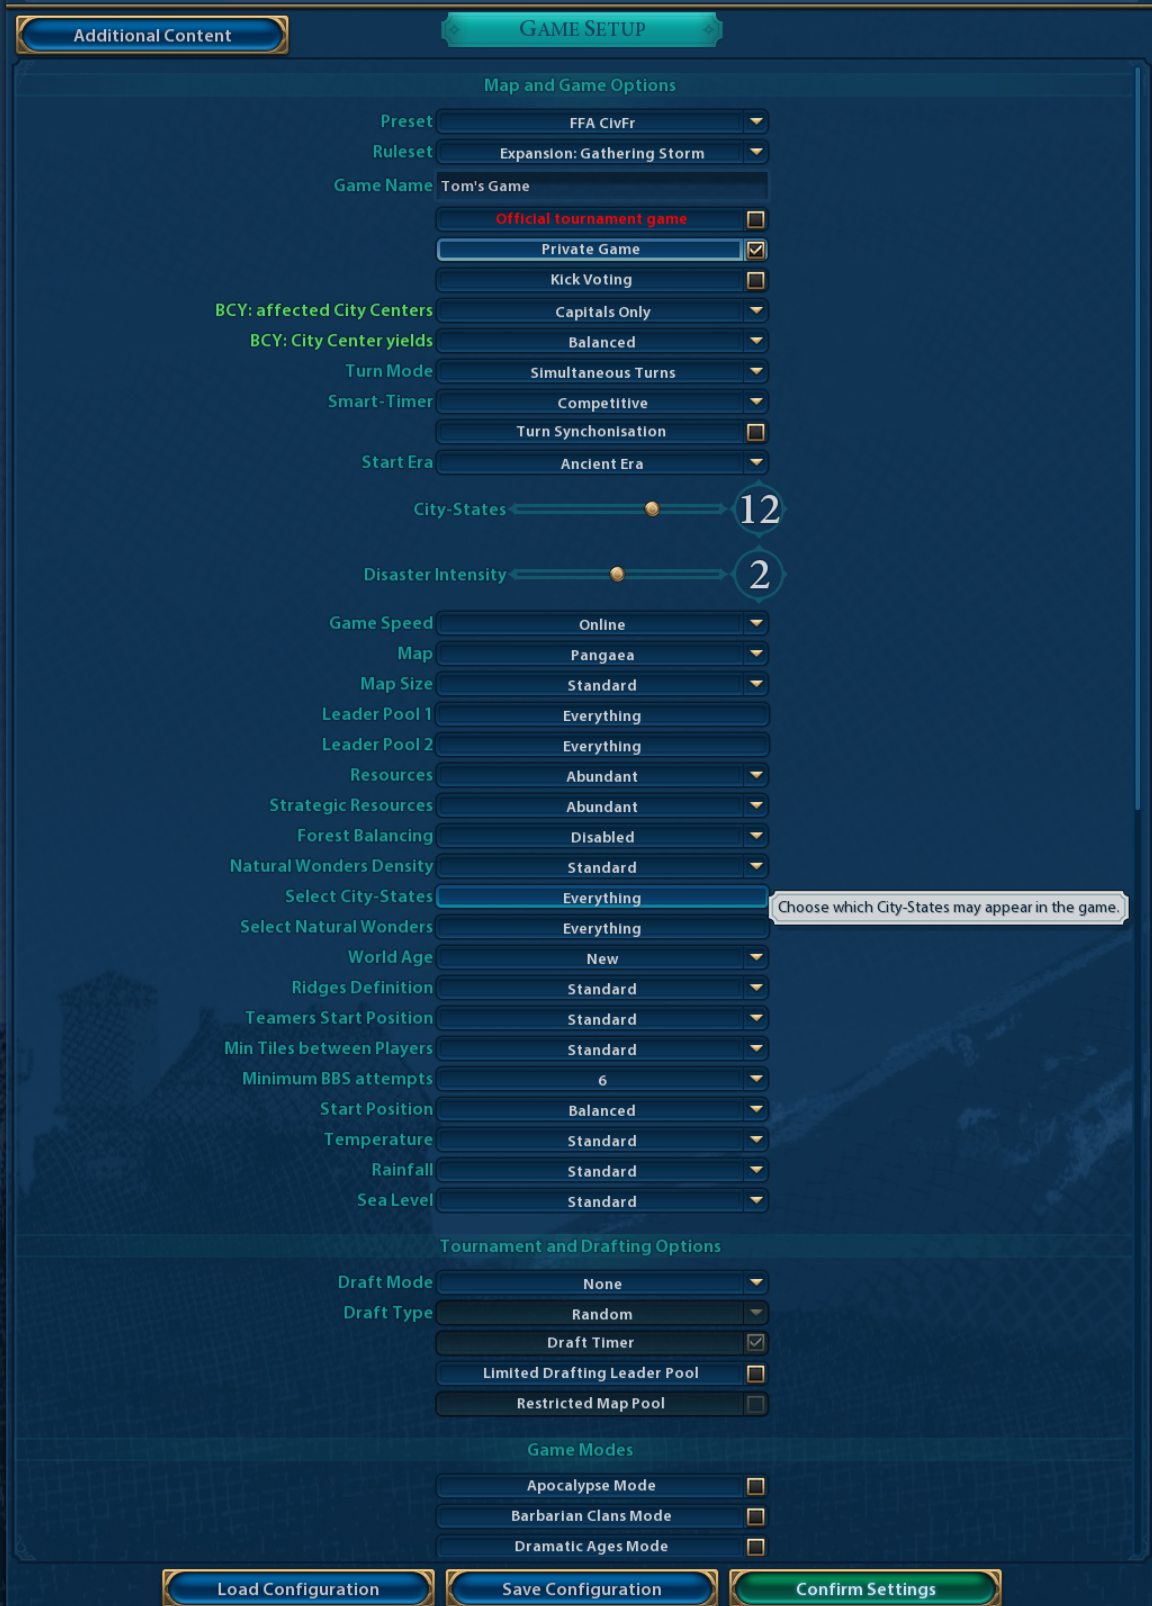 Additional Content
GAME SETUP
Map and Game Options
Preset FFA CivFr
Ruleset Expansion: Gathering Storm
Game Name Tom's Game
Official tournament game
Private Game
Kick Voting
BCY: affected City Centers Capitals Only
BCY: City Center yields Balanced
Turn Mode Simultaneous Turns
Smart-Timer Competitive
Turn Synchonisation
Start Era Ancient Era
City-States 12
Disaster Intensity 2
Game Speed Online
Map Pangaea
Map Size Standard
Leader Pool 1 Everything
Leader Pool 2 Everything
Resources Abundant
Strategic Resources Abundant
Forest Balancing Disabled
Natural Wonders Density Standard
Select City-States Everything Choose which City-States may appear in the game.
Select Natural Wonders Everything
World Age New
Ridges Definition Standard
Teamers Start Position Standard
Min Tiles between Players Standard
Minimum BBS attempts 6
Start Position Balanced
Temperature Standard
Rainfall Standard
Sea Level Standard
Tournament and Drafting Options
Draft Mode None
Draft Type Random
Draft Timer
Limited Drafting Leader Pool
Restricted Map Pool
Game Modes
Apocalypse Mode
Barbarian Clans Mode
Dramatic Ages Mode
Load Configuration Save Configuration Confirm Settings